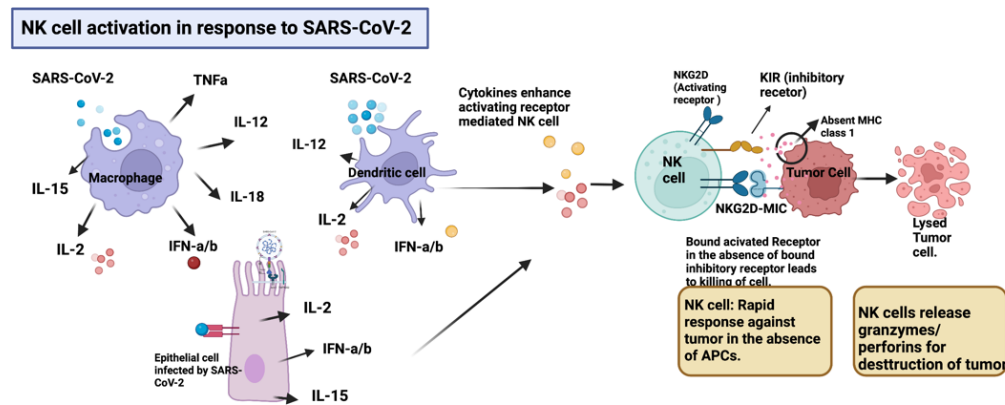 NK cell activation in response to SARS-CoV-2
SARS-CoV-2
TNFa
IL-12
Macrophage
IL-15
IL-18
IL-2
IFN-a/b
SARS-CoV-2
IL-12
Dendritic cell
IL-2
IFN-a/b
Cytokines enhance
activating receptor
mediated NK cell
IL-2
IFN-a/b
Epithelial cell
infected by SARS-
CoV-2
IL-15
NKG2D
(Activating
receptor )
KIR (inhibitory
recetor)
Absent MHC
class 1
NK
cell
Tumor Cell
NKG2D-MIC
Lysed
Tumor
cell.
Bound acivated Receptor
in the absence of bound
inhibitory receptor leads
to killing of cell.
NK cell: Rapid
response against
tumor in the absence
of APCs.
NK cells release
granzymes/
perforins for
desttruction of tumor